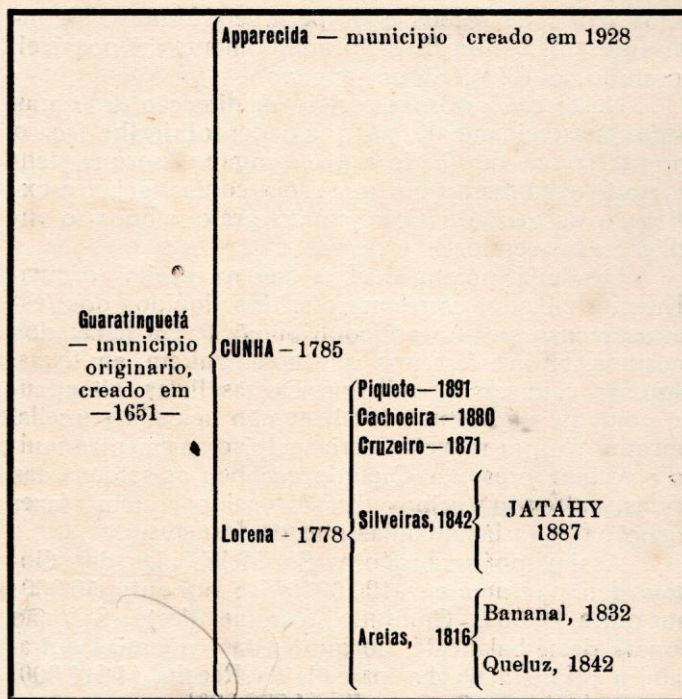 Apparecida — municipio creado em 1928
Guaratinguetá
— municipio
originario,
creado em
—1651—
CUNHA – 1785
Lorena - 1778
Piquete—1891
Cachoeira—1880
Cruzeiro—1871
Silveiras, 1842
JATAHY
1887
Areias, 1816
Bananal, 1832
Queluz, 1842